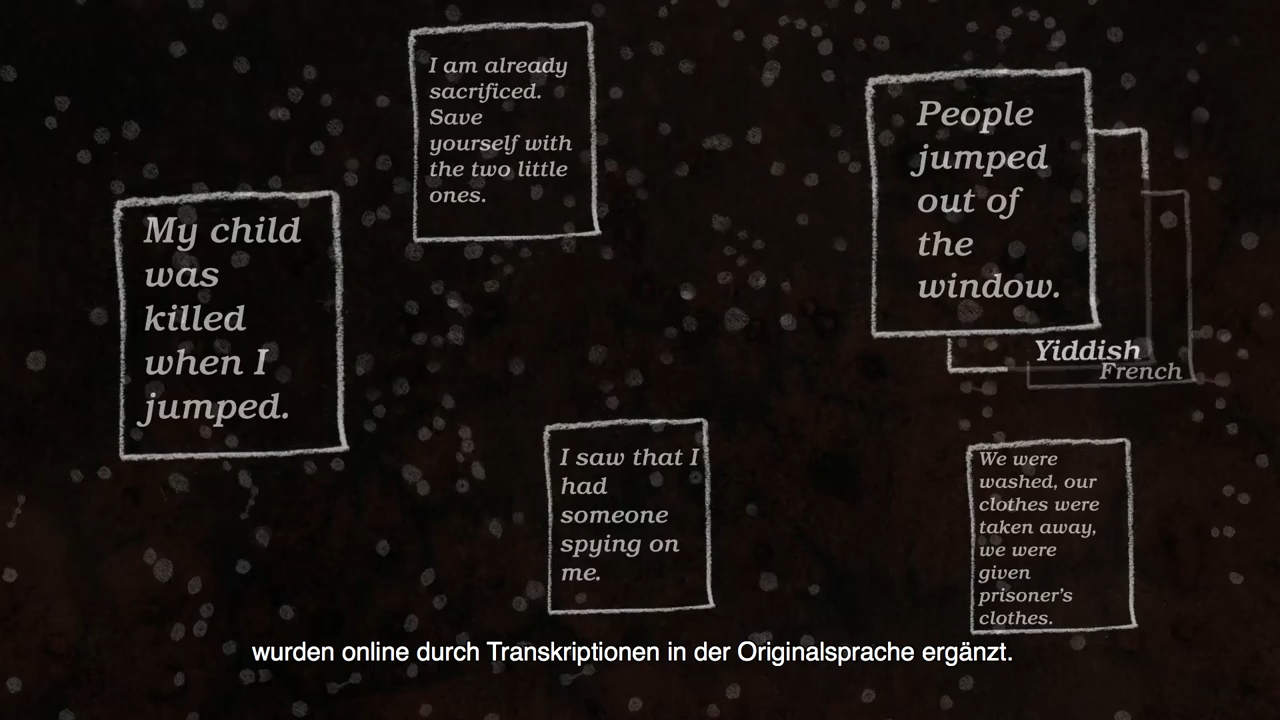 I am already
sacrificed.
Save
yourself with
the two little
ones.
People
jumped
out of
the
window.
Yiddish
French
My child
was
killed
when I
jumped.
I saw that I
had
someone
spying on
me.
We were
washed, our
clothes were
taken away,
we were
given
prisoner's
clothes.
wurden online durch Transkriptionen in der Originalsprache ergänzt.